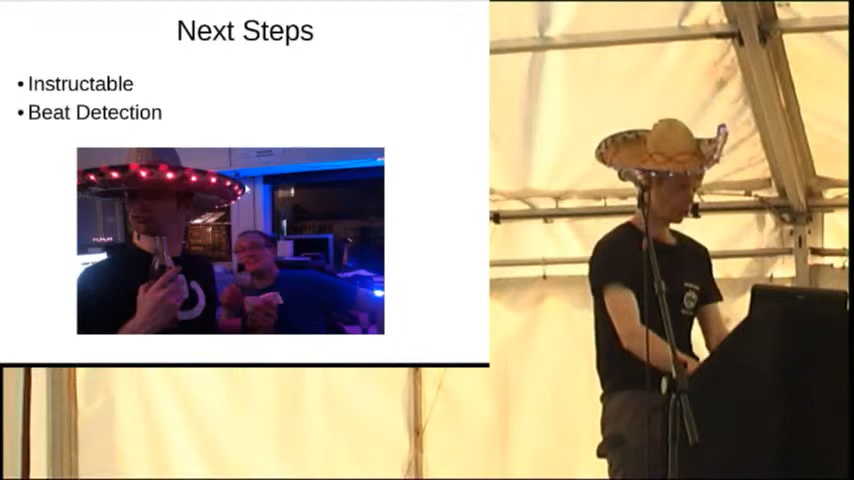 Next Steps
• Instructable
• Beat Detection